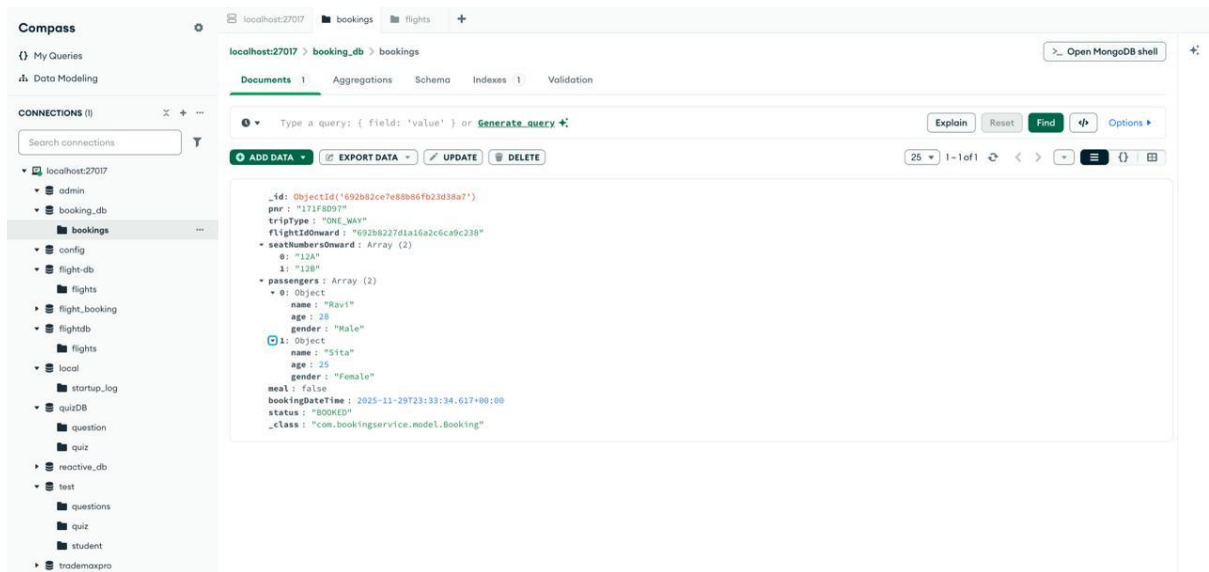 Compass
{} My Queries
Data Modeling
CONNECTIONS (1)
Search connections
localhost:27017
admin
booking_db
bookings
config
flight-db
flights
flight_booking
flightdb
flights
local
startup_log
quizDB
question
quiz
reactive_db
test
questions
quiz
student
trademaxpro
localhost:27017 bookings flights +
localhost:27017 > booking_db > bookings
>_ Open MongoDB shell
Documents 1 Aggregations Schema Indexes 1 Validation
Type a query: { field: 'value' } or Generate query
Explain Reset Find </> Options
ADD DATA EXPORT DATA UPDATE DELETE
25 1-1 of 1 {}
_id: ObjectId('692b82ce7e88b86fb23d38a7')
pnr : "171F8D97"
tripType : "ONE_WAY"
flightIdOnward : "692b8227d1a16a2c6ca9c238"
seatNumbersOnward : Array (2)
0: "12A"
1: "12B"
passengers : Array (2)
0: Object
name : "Ravi"
age : 28
gender : "Male"
1: Object
name : "Sita"
age : 25
gender : "Female"
meal : false
bookingDateTime : 2025-11-29T23:33:34.617+00:00
status : "BOOKED"
_class : "com.bookingservice.model.Booking"